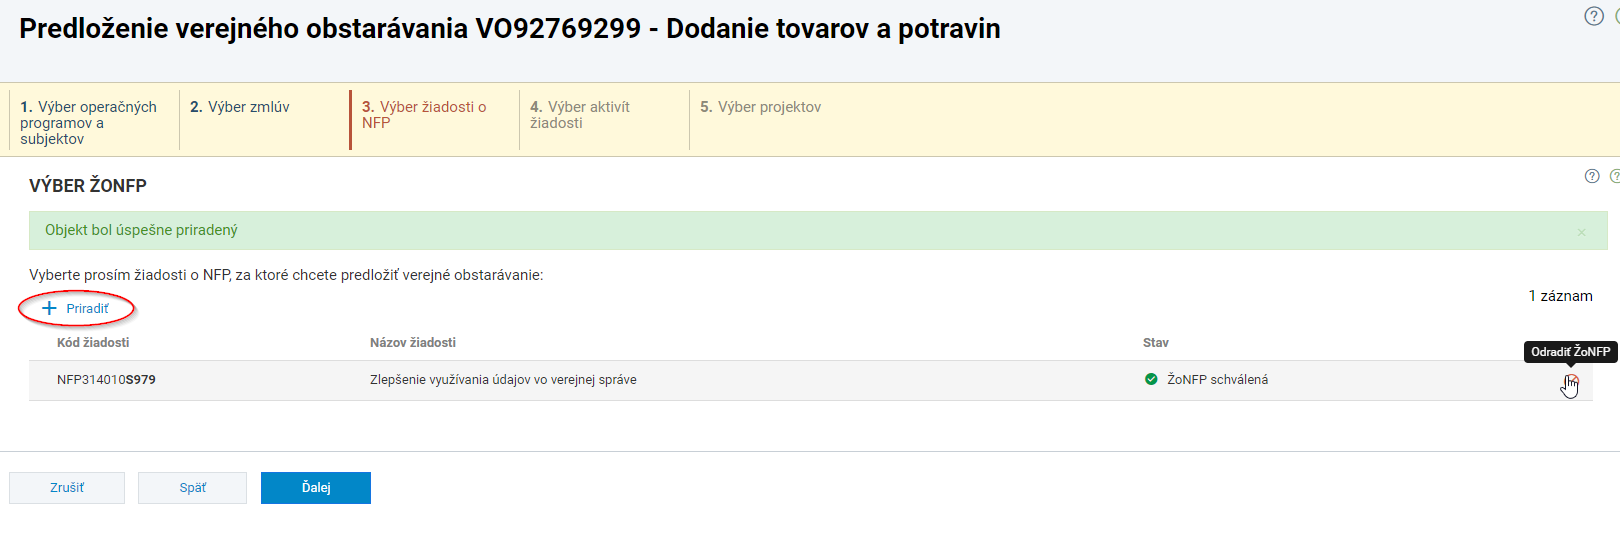 Predloženie verejného obstarávania VO92769299 - Dodanie tovarov a potravin
1. Výber operačných
programov a
subjektov
2. Výber zmlúv
3. Výber žiadosti o
NFP
4. Výber aktivít
žiadosti
5. Výber projektov
VÝBER ŽONFP
Objekt bol úspešne priradený
Vyberte prosím žiadosti o NFP, za ktoré chcete predložiť verejné obstarávanie:
+ Priradiť
1 záznam
Kód žiadosti Názov žiadosti Stav
Odradiť ŽoNFP
NFP314010S979 Zlepšenie využívania údajov vo verejnej správe ŽoNFP schválená
Zrušiť Späť Ďalej